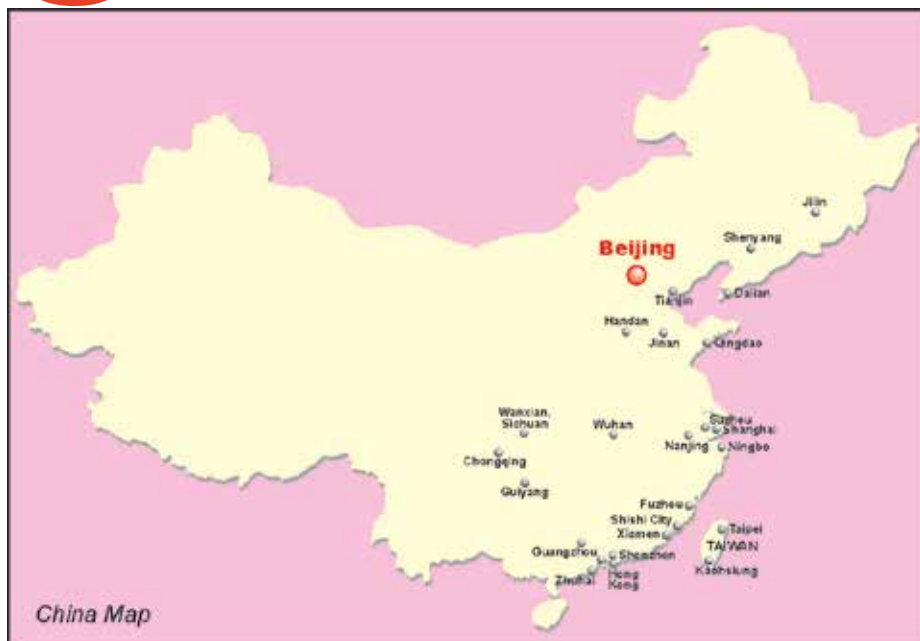 Jilin
Shenyang
Beijing
Tianjin
Dalian
Handan
Jinan
Qingdao
Wanxian,
Sichuan
Wuhan
Suzhou
Shanghai
Nanjing
Ningbo
Chongqing
Guiyang
Fuzhou
Shishi City
Xiamen
Taipei
TAIWAN
Guangzhou
Shenzhen
Kaohsiung
Zhuhai
Hong
Kong
China Map